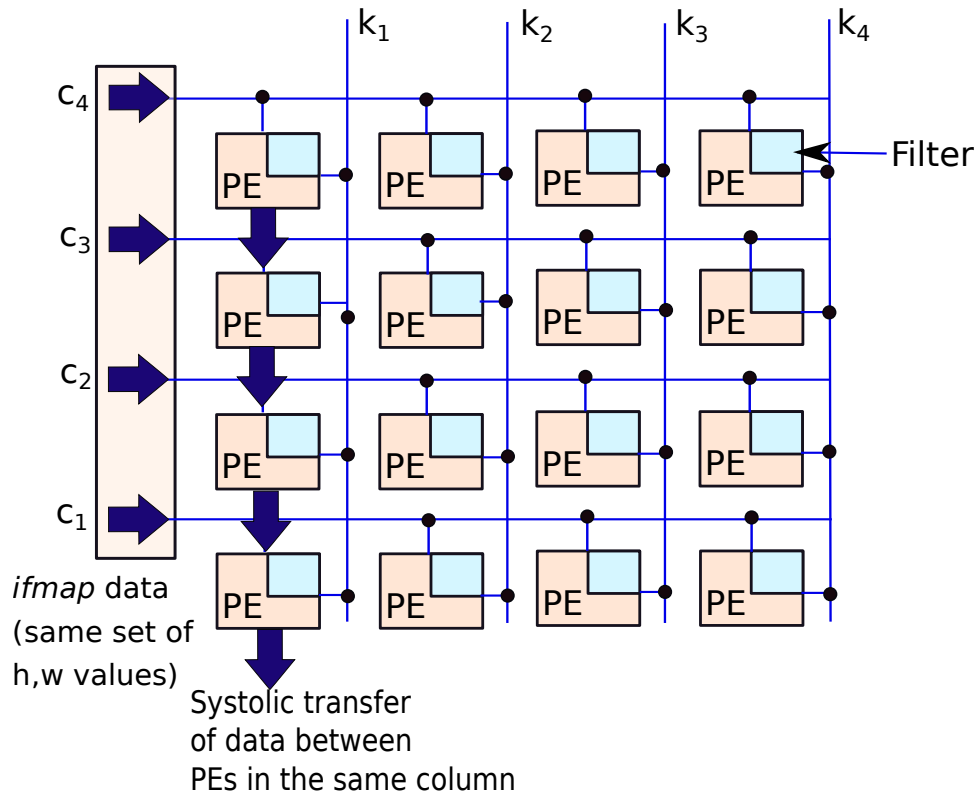 k₁ k₂ k₃ k₄
c₄
Filter
PE PE PE PE
c₃
PE PE PE PE
c₂
PE PE PE PE
c₁
PE PE PE PE
ifmap data
(same set of
h,w values)
Systolic transfer
of data between
PEs in the same column